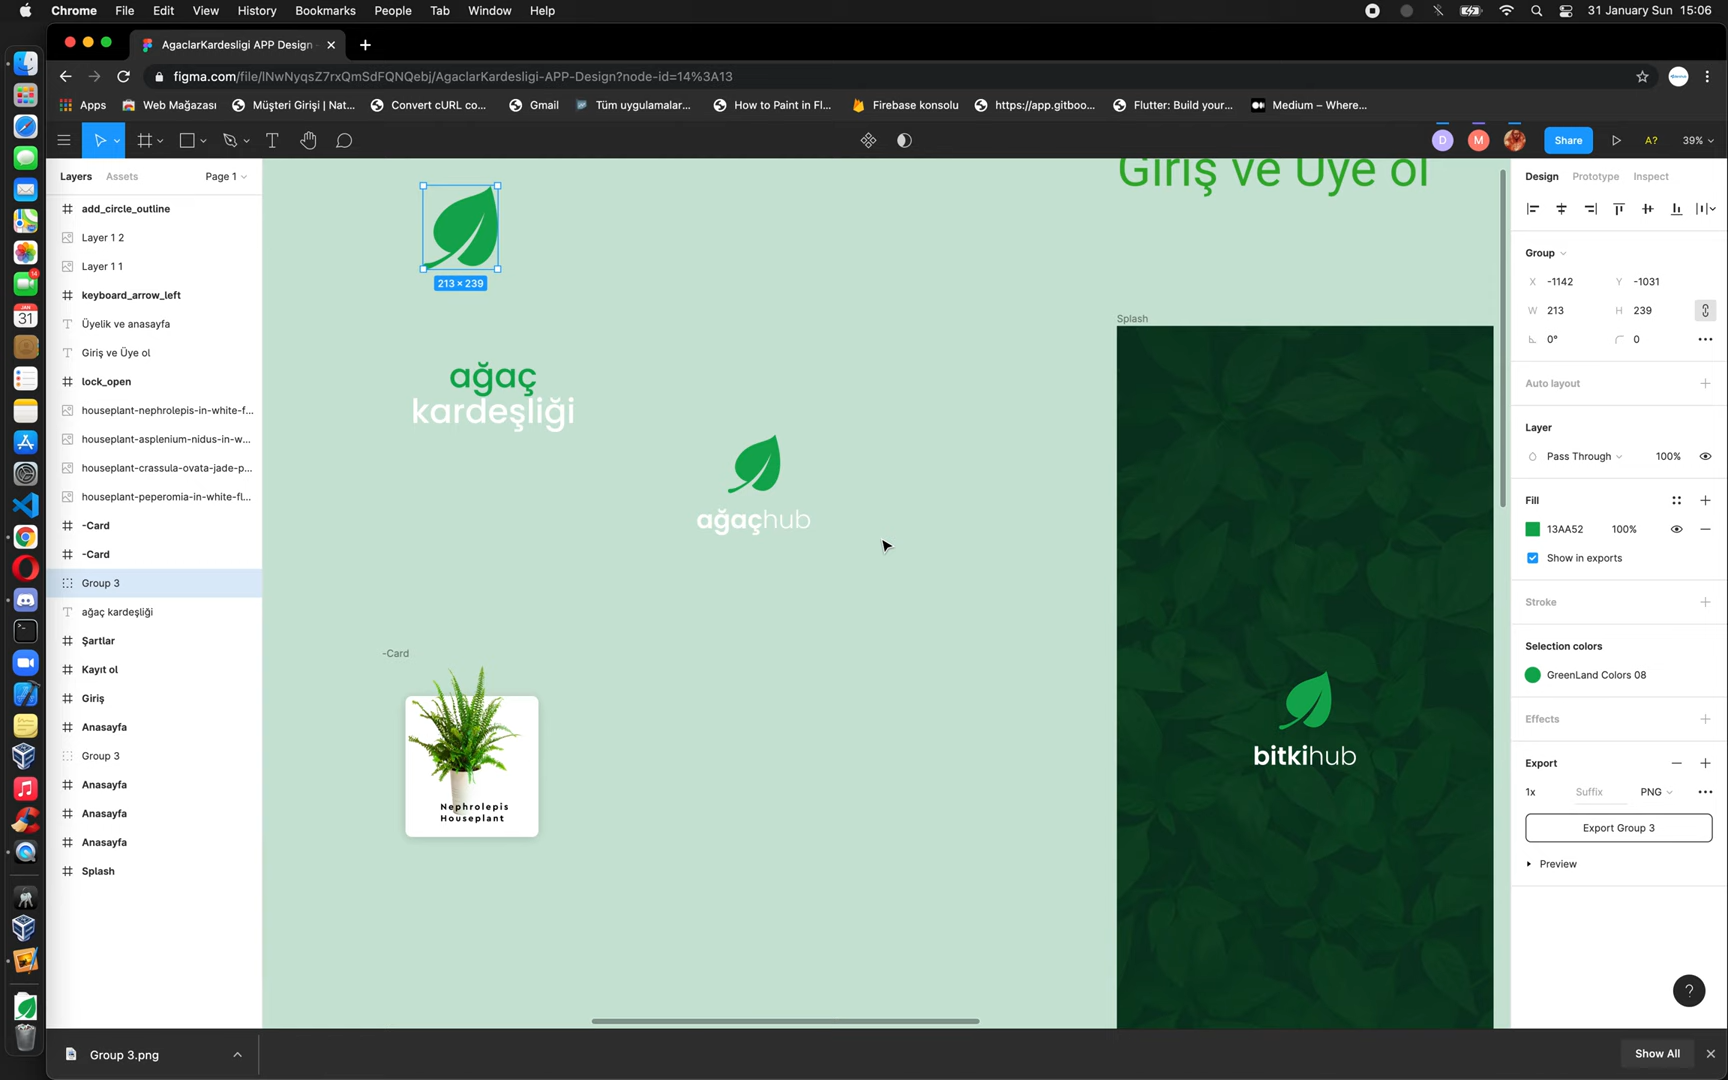 Chrome File Edit View History Bookmarks People Tab Window Help 31 January Sun 15:06
AgaclarKardesligi APP Design
figma.com/file/lNwNyqsZ7rxQmSdFQNQebj/AgaclarKardesligi-APP-Design?node-id=14%3A13
Apps Web Mağazası Müşteri Girişi | Nat... Convert cURL co... Gmail Tüm uygulamalar... How to Paint in Fl... Firebase konsolu https://app.gitboo... Flutter: Build your... Medium – Where...
D M Share A? 39%
Layers Assets Page 1
add_circle_outline
Layer 1 2
Layer 1 1
keyboard_arrow_left
Üyelik ve anasayfa
Giriş ve Üye ol
lock_open
houseplant-nephrolepis-in-white-f...
houseplant-asplenium-nidus-in-w...
houseplant-crassula-ovata-jade-p...
houseplant-peperomia-in-white-fl...
-Card
-Card
Group 3
ağaç kardeşliği
Şartlar
Kayıt ol
Giriş
Anasayfa
Group 3
Anasayfa
Anasayfa
Anasayfa
Splash
213 × 239
ağaç
kardeşliği
ağaçhub
-Card
Nephrolepis
Houseplant
Giriş ve Üye ol
Splash
bitkihub
Design Prototype Inspect
Group
X -1142 Y -1031
W 213 H 239
0° 0
Auto layout
Layer
Pass Through 100%
Fill
13AA52 100%
Show in exports
Stroke
Selection colors
GreenLand Colors 08
Effects
Export
1x Suffix PNG
Export Group 3
Preview
?
JAN
31
14
Group 3.png
Show All